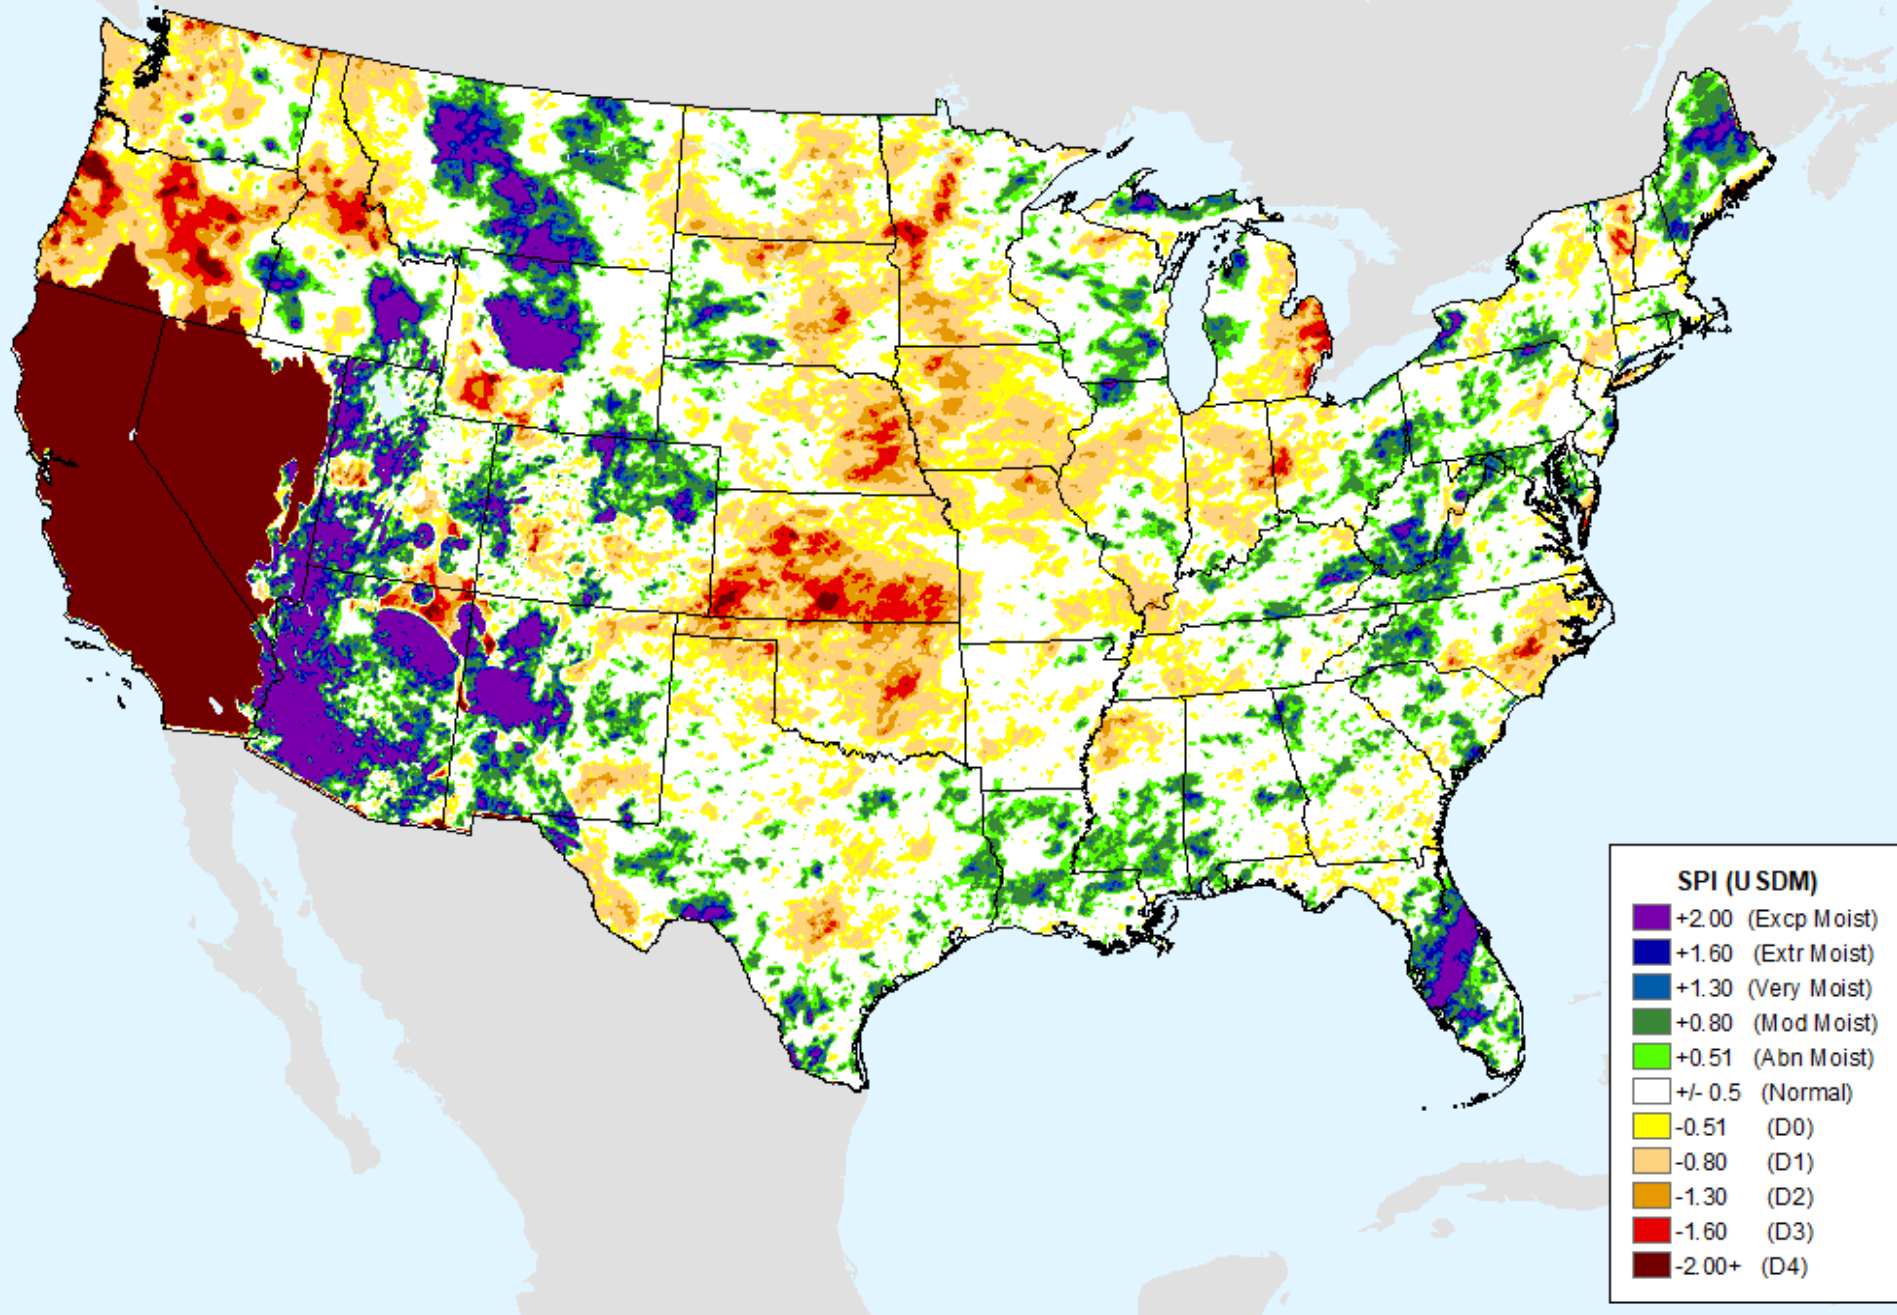 SPI (USDM)
+2.00 (Excp Moist)
+1.60 (Extr Moist)
+1.30 (Very Moist)
+0.80 (Mod Moist)
+0.51 (Abn Moist)
+/- 0.5 (Normal)
-0.51 (D0)
-0.80 (D1)
-1.30 (D2)
-1.60 (D3)
-2.00+ (D4)